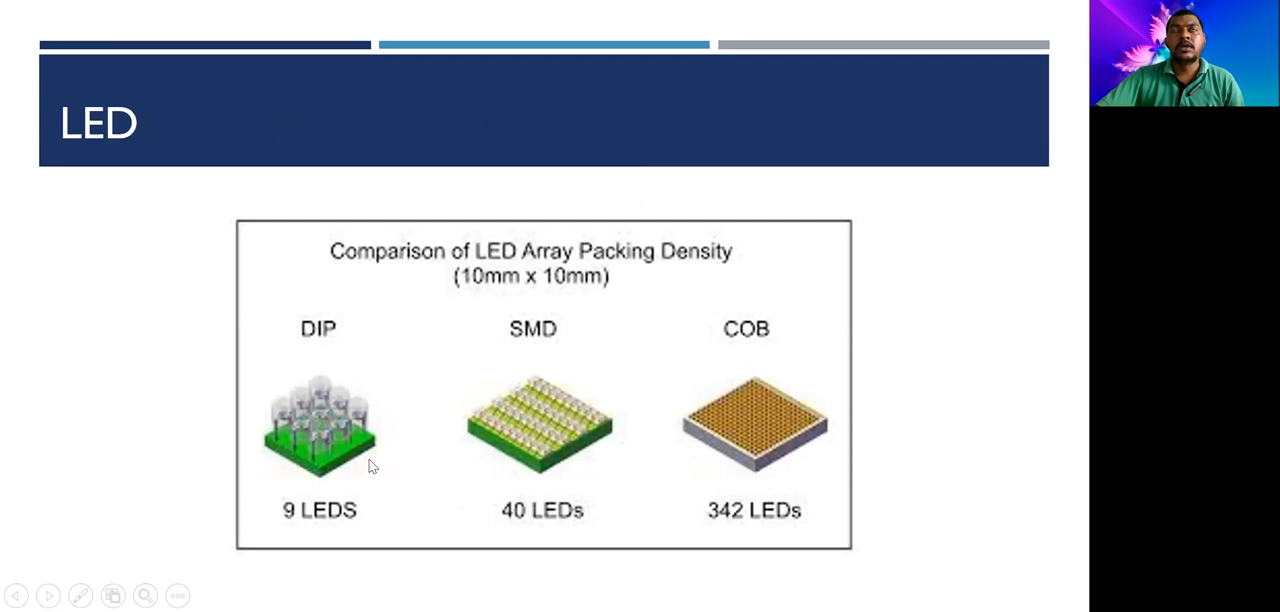 LED
Comparison of LED Array Packing Density
(10mm x 10mm)
DIP
SMD
COB
9 LEDS
40 LEDs
342 LEDs